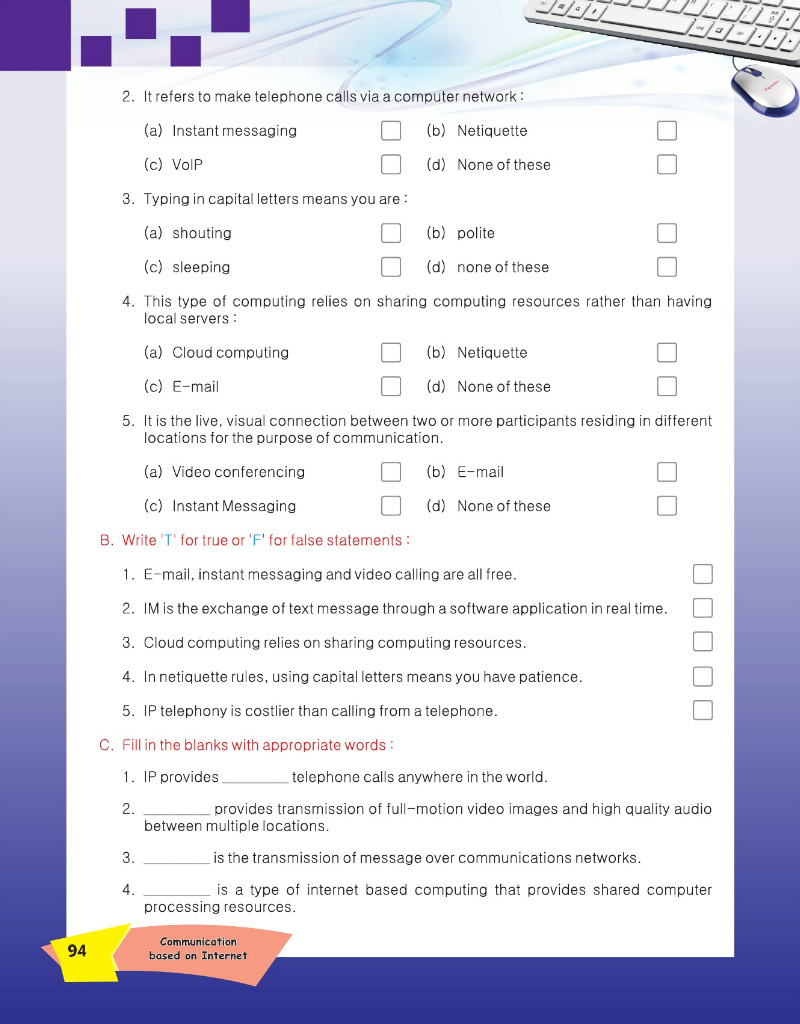 2. It refers to make telephone calls via a computer network :
(a) Instant messaging (b) Netiquette
(c) VoIP (d) None of these
3. Typing in capital letters means you are :
(a) shouting (b) polite
(c) sleeping (d) none of these
4. This type of computing relies on sharing computing resources rather than having
local servers :
(a) Cloud computing (b) Netiquette
(c) E-mail (d) None of these
5. It is the live, visual connection between two or more participants residing in different
locations for the purpose of communication.
(a) Video conferencing (b) E-mail
(c) Instant Messaging (d) None of these
B. Write 'T' for true or 'F' for false statements :
1. E-mail, instant messaging and video calling are all free.
2. IM is the exchange of text message through a software application in real time.
3. Cloud computing relies on sharing computing resources.
4. In netiquette rules, using capital letters means you have patience.
5. IP telephony is costlier than calling from a telephone.
C. Fill in the blanks with appropriate words :
1. IP provides ________ telephone calls anywhere in the world.
2. ________ provides transmission of full-motion video images and high quality audio
between multiple locations.
3. ________ is the transmission of message over communications networks.
4. ________ is a type of internet based computing that provides shared computer
processing resources.
94
Communication
based on Internet